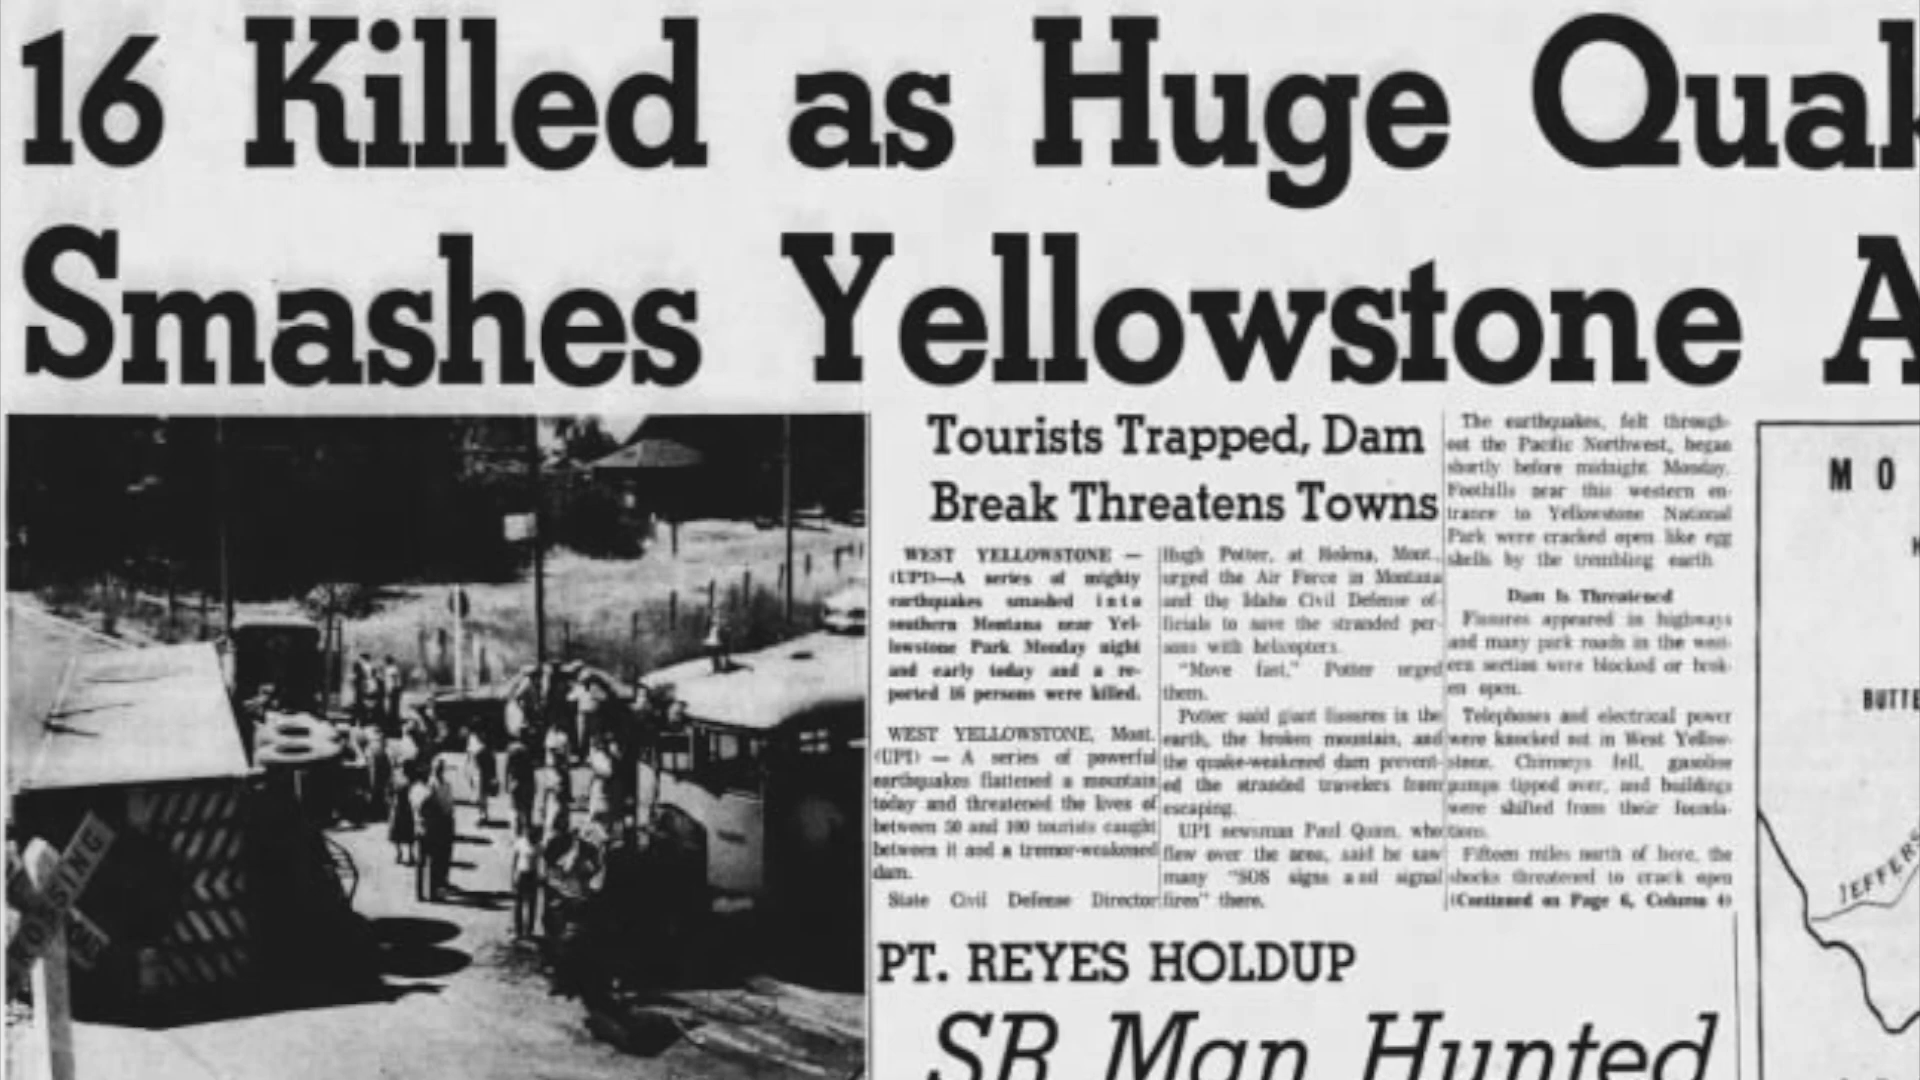 16 Killed as Huge Quak
Smashes Yellowstone A
Tourists Trapped, Dam
Break Threatens Towns
WEST YELLOWSTONE —
(UPI)—A series of mighty
earthquakes smashed into
southern Montana near Yel-
lowstone Park Monday night
and early today and a re-
ported 16 persons were killed.
WEST YELLOWSTONE, Mont.
(UPI) — A series of powerful
earthquakes flattened a mountain
today and threatened the lives of
between 50 and 100 tourists caught
between it and a tremor-weakened
dam.
State Civil Defense Director
Hugh Potter, at Helena, Mont.,
urged the Air Force in Montana
and the Idaho Civil Defense of-
ficials to save the stranded per-
sons with helicopters.
"Move fast," Potter urged
them.
Potter said giant fissures in the
earth, the broken mountain, and
the quake-weakened dam prevent-
ed the stranded travelers from
escaping.
UPI newsman Paul Quinn, who
flew over the area, said he saw
many "SOS signs and signal
fires" there.
The earthquakes, felt through-
out the Pacific Northwest, began
shortly before midnight Monday.
Foothills near this western en-
trance to Yellowstone National
Park were cracked open like egg
shells by the trembling earth.
Dam Is Threatened
Fissures appeared in highways
and many park roads in the west-
ern section were blocked or brok-
en open.
Telephones and electrical power
were knocked out in West Yellow-
stone. Chimneys fell, gasoline
pumps tipped over, and buildings
were shifted from their founda-
tions.
Fifteen miles north of here, the
shocks threatened to crack open
(Continued on Page 6, Column 4)
PT. REYES HOLDUP
SR Man Hunted
MO
BUTTE
JEFFERS
CROSSING